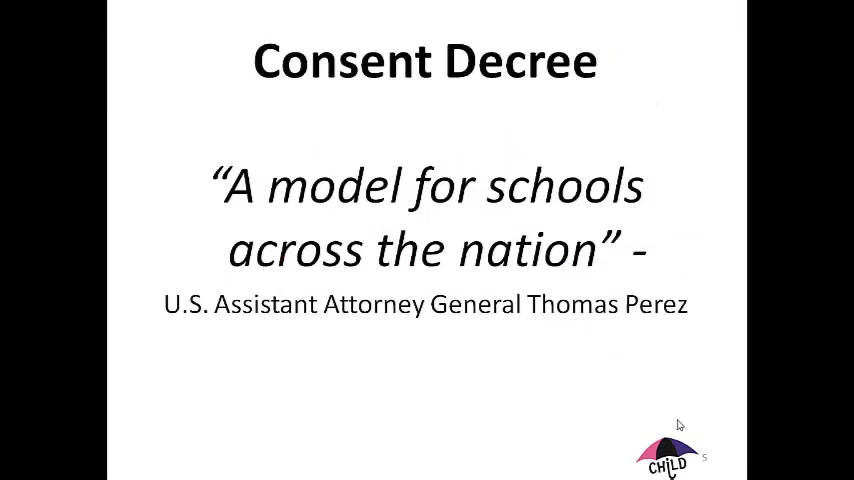 Consent Decree
“A model for schools
across the nation” -
U.S. Assistant Attorney General Thomas Perez
CHiLD
5